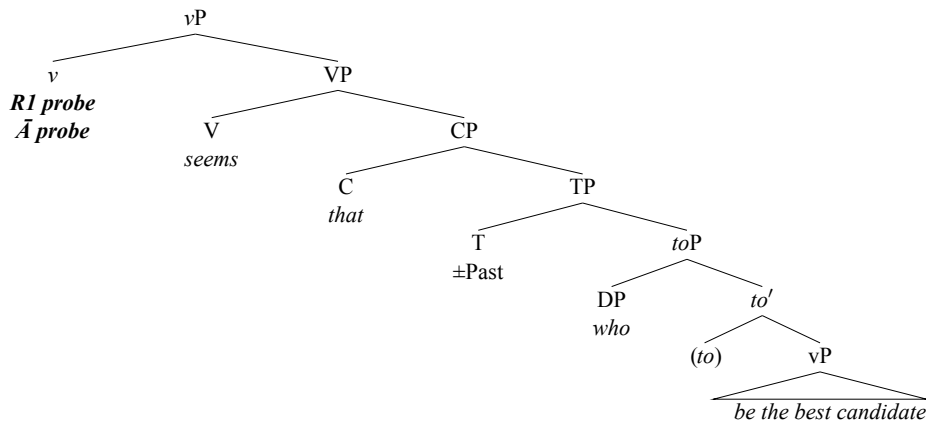 vP
v VP
R1 probe
Ā probe
V CP
seems
C TP
that
T toP
±Past
DP to′
who
(to) vP
be the best candidate